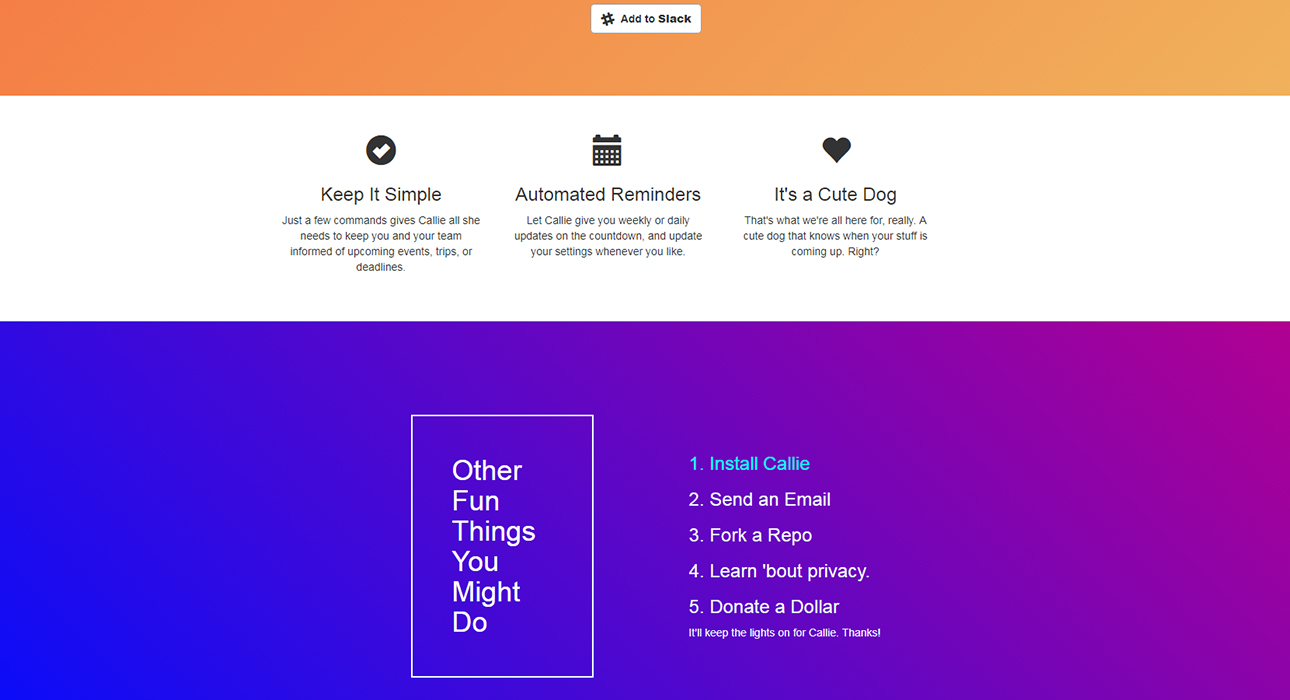 Add to Slack
Keep It Simple
Just a few commands gives Callie all she
needs to keep you and your team
informed of upcoming events, trips, or
deadlines.
Automated Reminders
Let Callie give you weekly or daily
updates on the countdown, and update
your settings whenever you like.
It's a Cute Dog
That's what we're all here for, really. A
cute dog that knows when your stuff is
coming up. Right?
Other
Fun
Things
You
Might
Do
1. Install Callie
2. Send an Email
3. Fork a Repo
4. Learn 'bout privacy.
5. Donate a Dollar
It'll keep the lights on for Callie. Thanks!